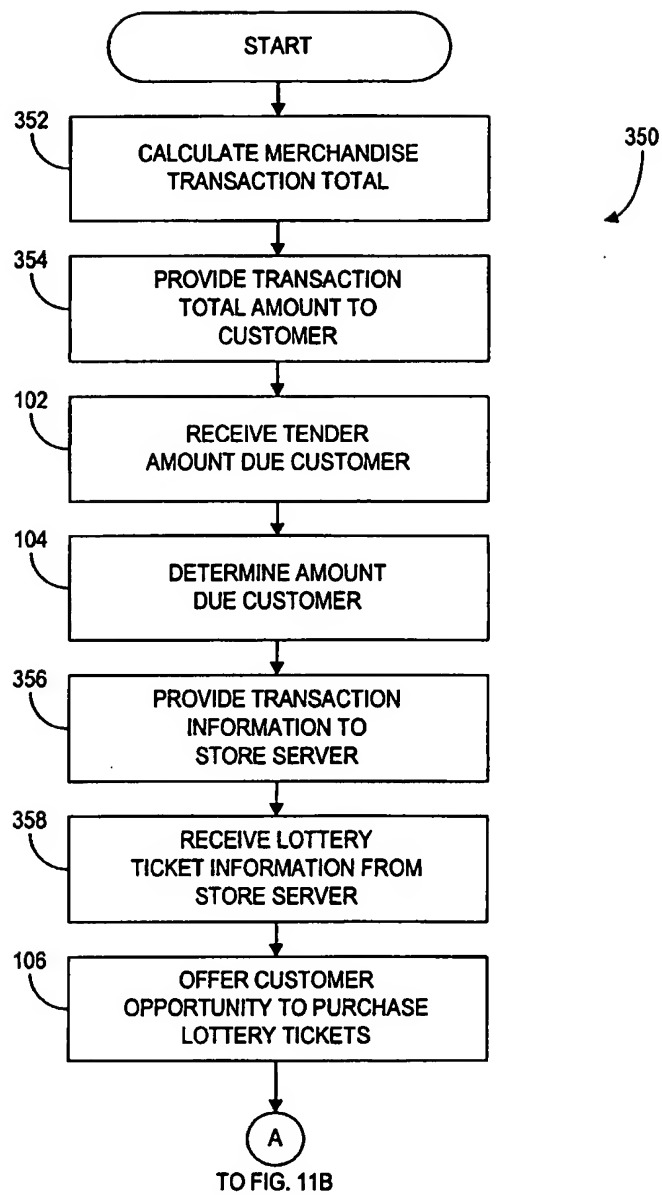 START
352
CALCULATE MERCHANDISE
TRANSACTION TOTAL
350
354
PROVIDE TRANSACTION
TOTAL AMOUNT TO
CUSTOMER
102
RECEIVE TENDER
AMOUNT DUE CUSTOMER
104
DETERMINE AMOUNT
DUE CUSTOMER
356
PROVIDE TRANSACTION
INFORMATION TO
STORE SERVER
358
RECEIVE LOTTERY
TICKET INFORMATION FROM
STORE SERVER
106
OFFER CUSTOMER
OPPORTUNITY TO PURCHASE
LOTTERY TICKETS
A
TO FIG. 11B